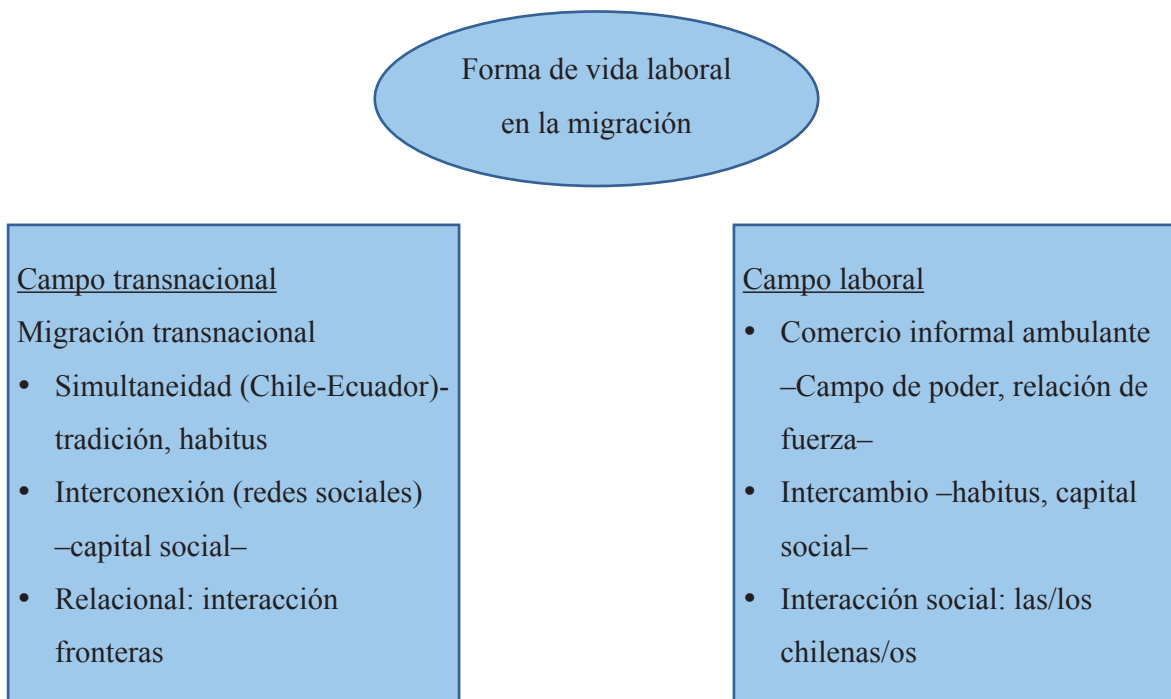 Forma de vida laboral
en la migración
Campo transnacional
Migración transnacional
• Simultaneidad (Chile-Ecuador)-
tradición, habitus
• Interconexión (redes sociales)
–capital social–
• Relacional: interacción
fronteras
Campo laboral
• Comercio informal ambulante
–Campo de poder, relación de
fuerza–
• Intercambio –habitus, capital
social–
• Interacción social: las/los
chilenas/os